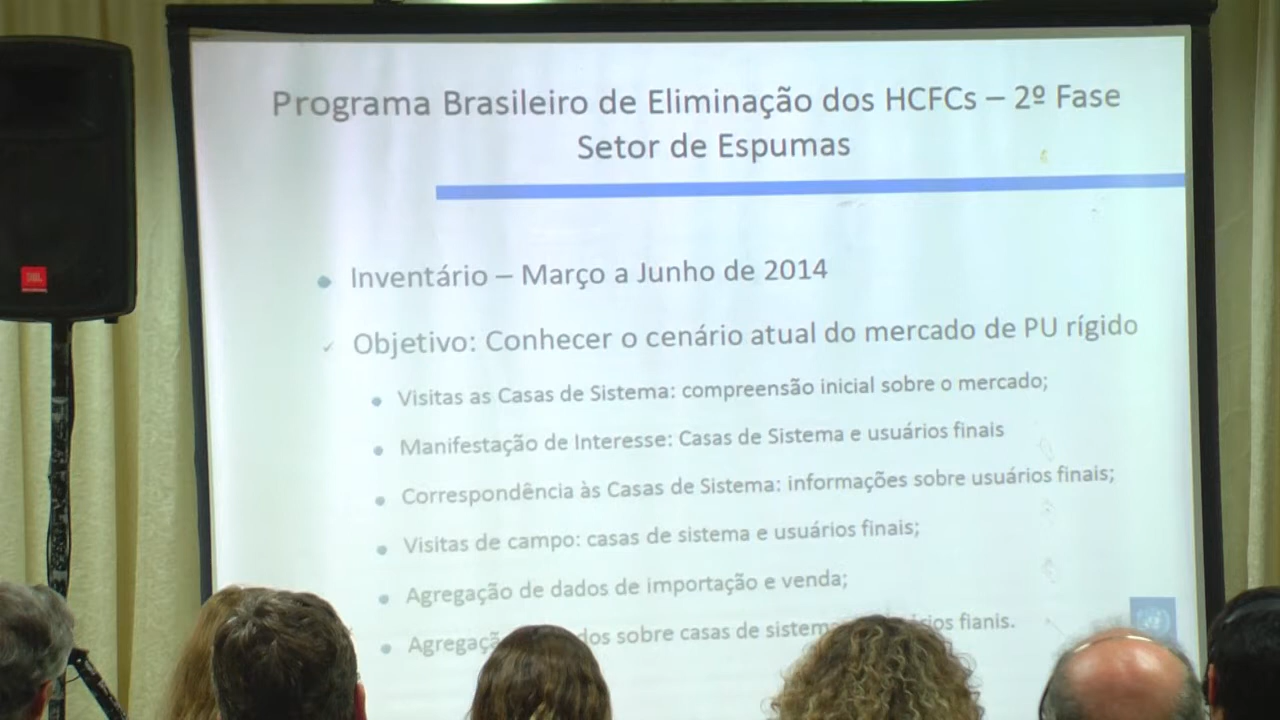 Programa Brasileiro de Eliminação dos HCFCs – 2º Fase
Setor de Espumas
Inventário – Março a Junho de 2014
Objetivo: Conhecer o cenário atual do mercado de PU rígido
Visitas as Casas de Sistema: compreensão inicial sobre o mercado;
Manifestação de Interesse: Casas de Sistema e usuários finais
Correspondência às Casas de Sistema: informações sobre usuários finais;
Visitas de campo: casas de sistema e usuários finais;
Agregação de dados de importação e venda;
sobre casas de fianis.
JBL